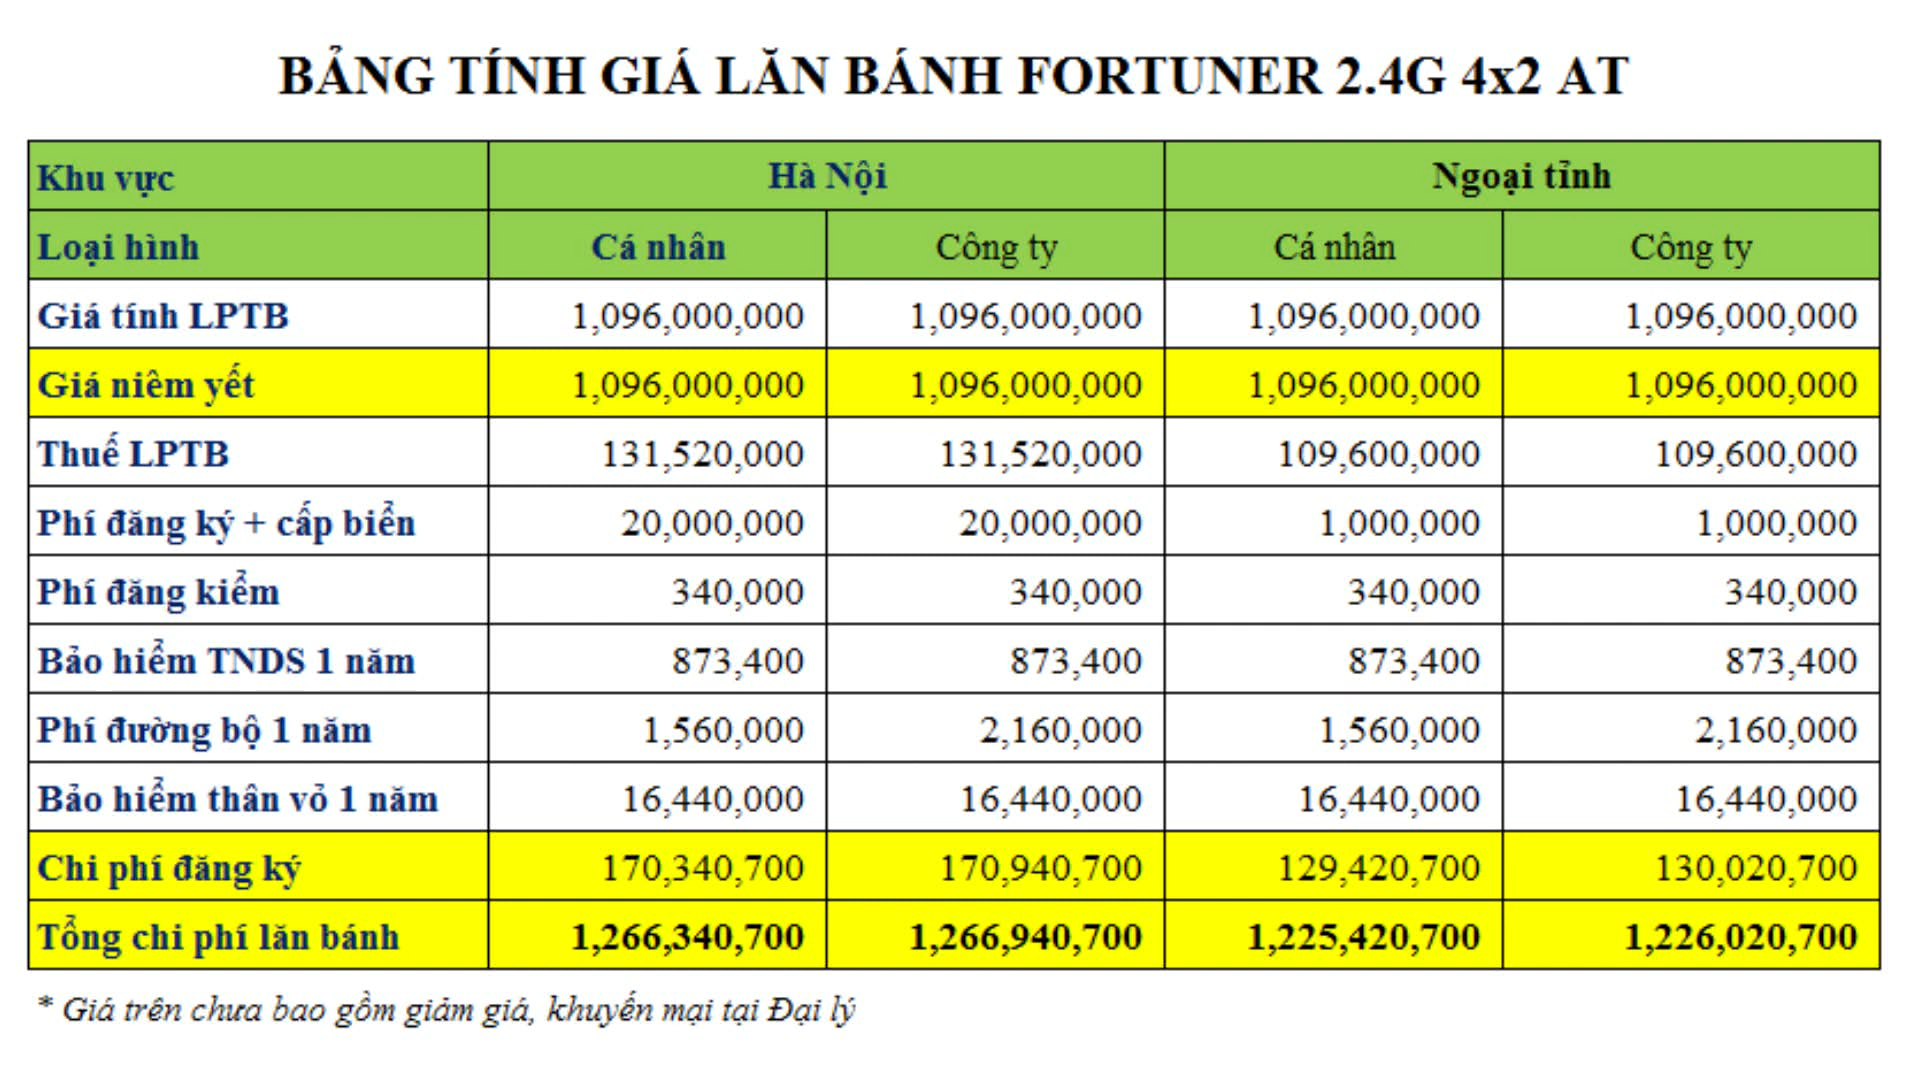 BẢNG TÍNH GIÁ LĂN BÁNH FORTUNER 2.4G 4x2 AT
Khu vực Hà Nội Ngoại tỉnh
Loại hình Cá nhân Công ty Cá nhân Công ty
Giá tính LPTB 1,096,000,000 1,096,000,000 1,096,000,000 1,096,000,000
Giá niêm yết 1,096,000,000 1,096,000,000 1,096,000,000 1,096,000,000
Thuế LPTB 131,520,000 131,520,000 109,600,000 109,600,000
Phí đăng ký + cấp biển 20,000,000 20,000,000 1,000,000 1,000,000
Phí đăng kiểm 340,000 340,000 340,000 340,000
Bảo hiểm TNDS 1 năm 873,400 873,400 873,400 873,400
Phí đường bộ 1 năm 1,560,000 2,160,000 1,560,000 2,160,000
Bảo hiểm thân vỏ 1 năm 16,440,000 16,440,000 16,440,000 16,440,000
Chi phí đăng ký 170,340,700 170,940,700 129,420,700 130,020,700
Tổng chi phí lăn bánh 1,266,340,700 1,266,940,700 1,225,420,700 1,226,020,700
* Giá trên chưa bao gồm giảm giá, khuyến mại tại Đại lý